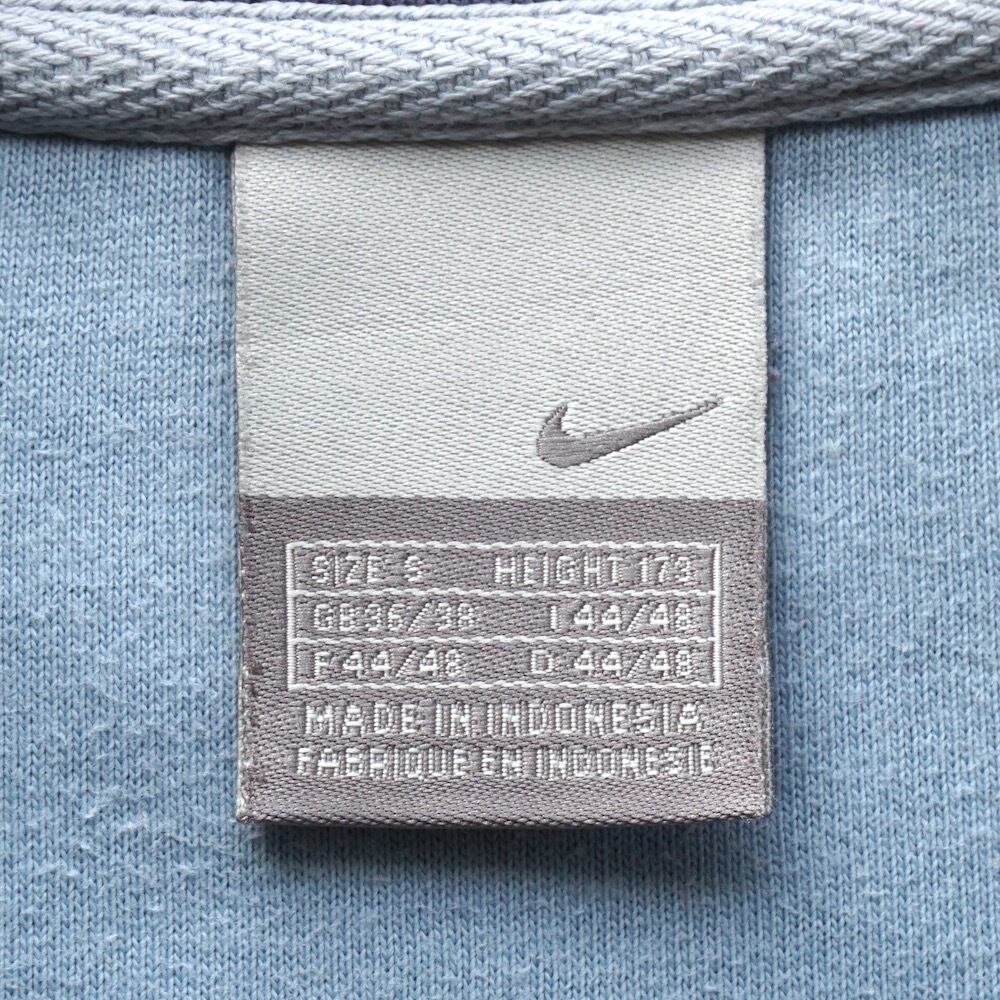 SIZE S HEIGHT 173
GB 36/38 I 44/48
F 44/48 D 44/48
MADE IN INDONESIA
FABRIQUE EN INDONESIE